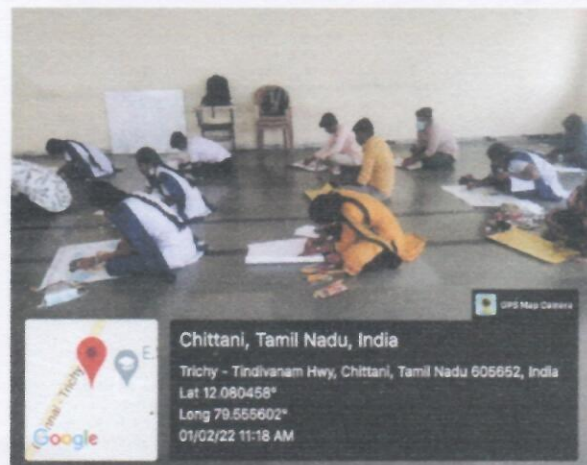 GPS Map Camera
Chittani, Tamil Nadu, India
Trichy - Tindivanam Hwy, Chittani, Tamil Nadu 605652, India
Lat 12.080458°
Long 79.555602°
01/02/22 11:18 AM
Trichy
Google